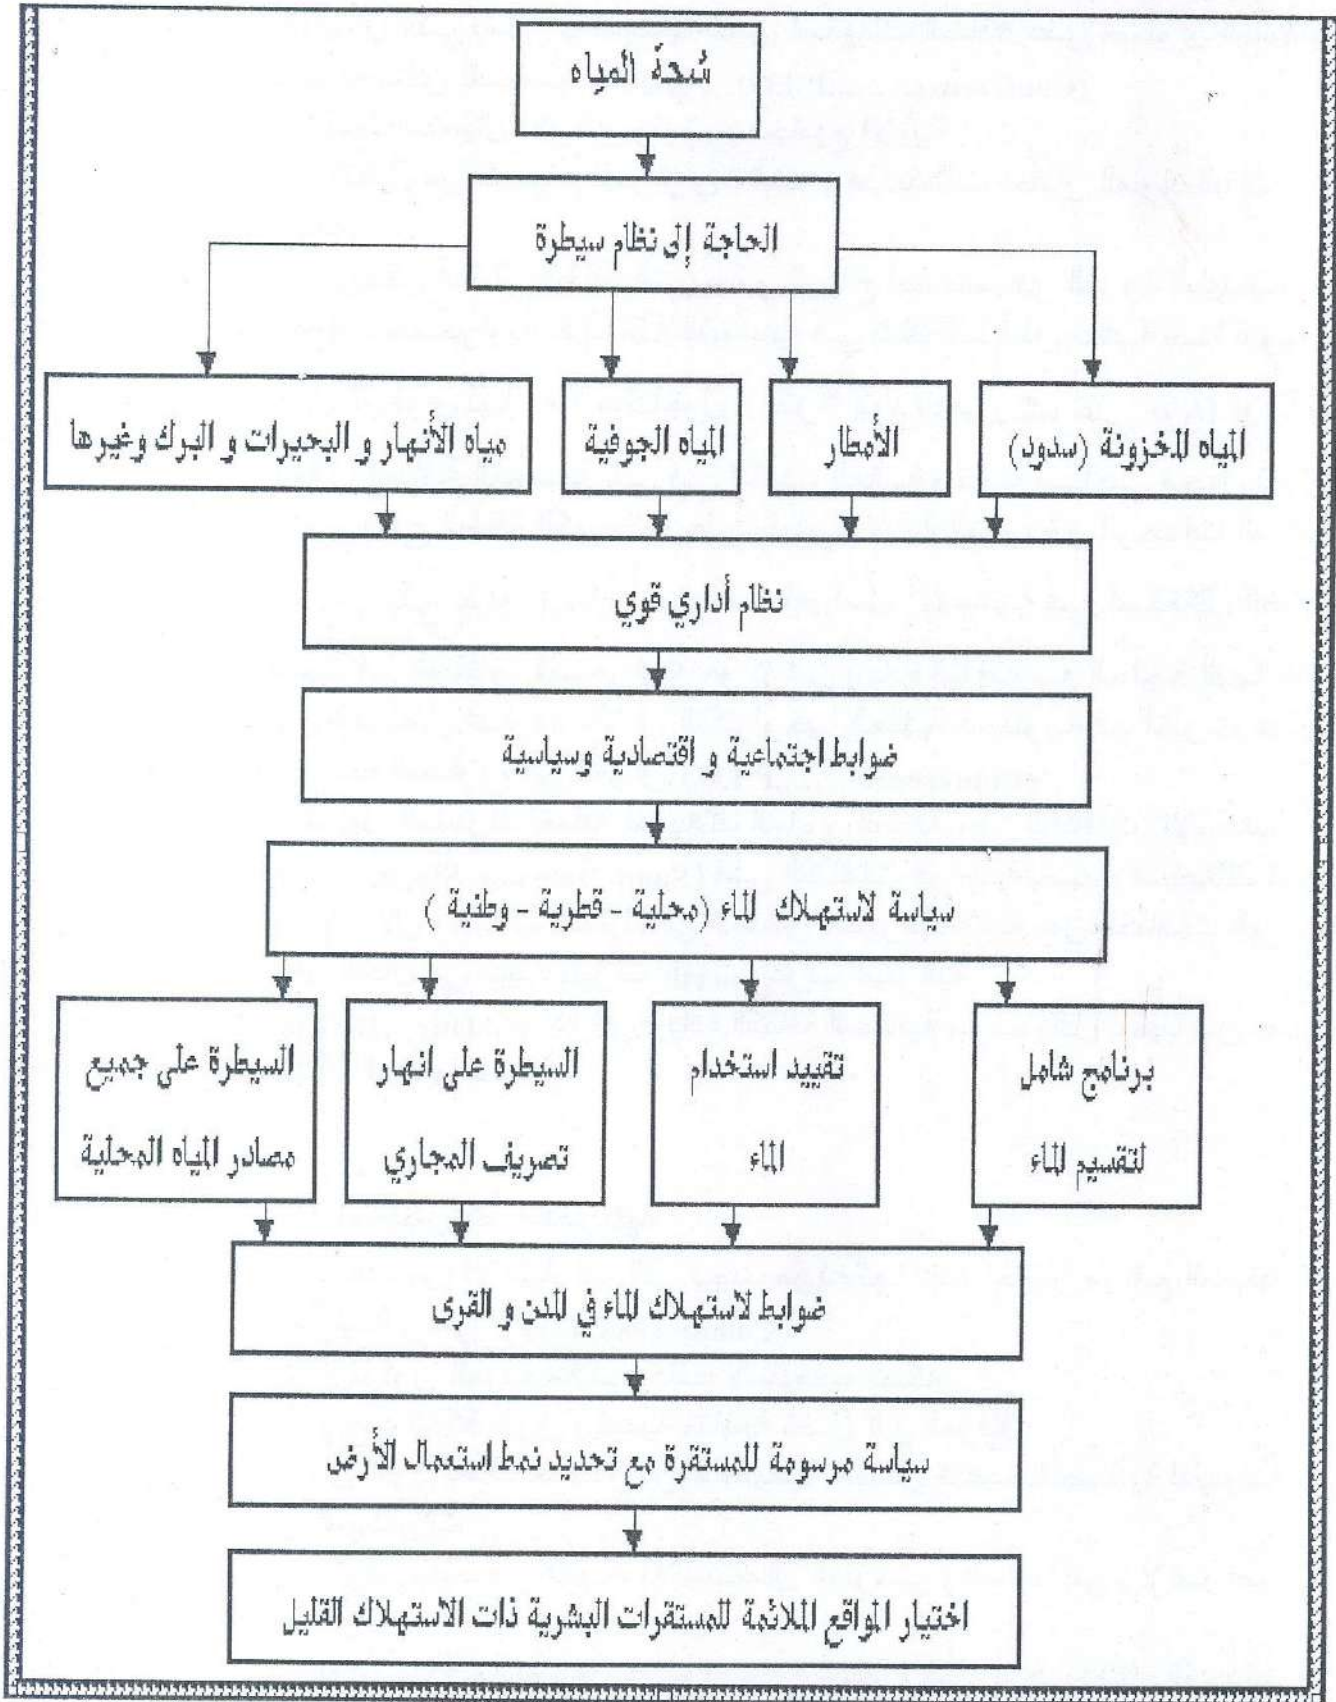 شحة المياه
الحاجة إلى نظام سيطرة
المياه المخزونة (سدود)
الأمطار
المياه الجوفية
مياه الأنهار و البحيرات و البرك وغيرها
نظام أداري قوي
ضوابط اجتماعية و اقتصادية وسياسية
سياسة لاستهلاك الماء (محلية - قطرية - وطنية )
برنامج شامل
لتقسيم الماء
تقييد استخدام
الماء
السيطرة على انهار
تصريف المجاري
السيطرة على جميع
مصادر المياه المحلية
ضوابط لاستهلاك الماء في المدن و القرى
سياسة مرسومة للمستقرة مع تحديد نمط استعمال الأرض
اختيار المواقع الملائمة للمستقرات البشرية ذات الاستهلاك القليل